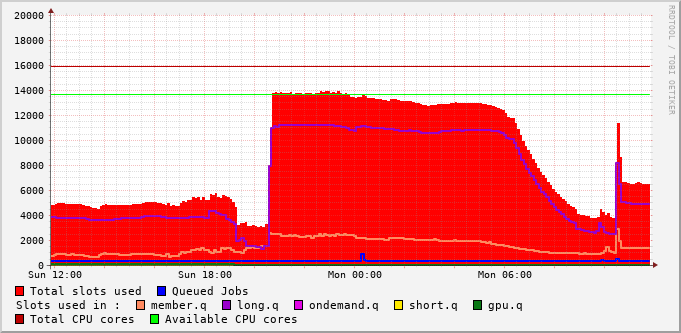 20000
18000
16000
14000
12000
10000
8000
6000
4000
2000
0
Sun 12:00 Sun 18:00 Mon 00:00 Mon 06:00
RRDTOOL / TOBI OETIKER
Total slots used Queued Jobs
Slots used in : member.q long.q ondemand.q short.q gpu.q
Total CPU cores Available CPU cores